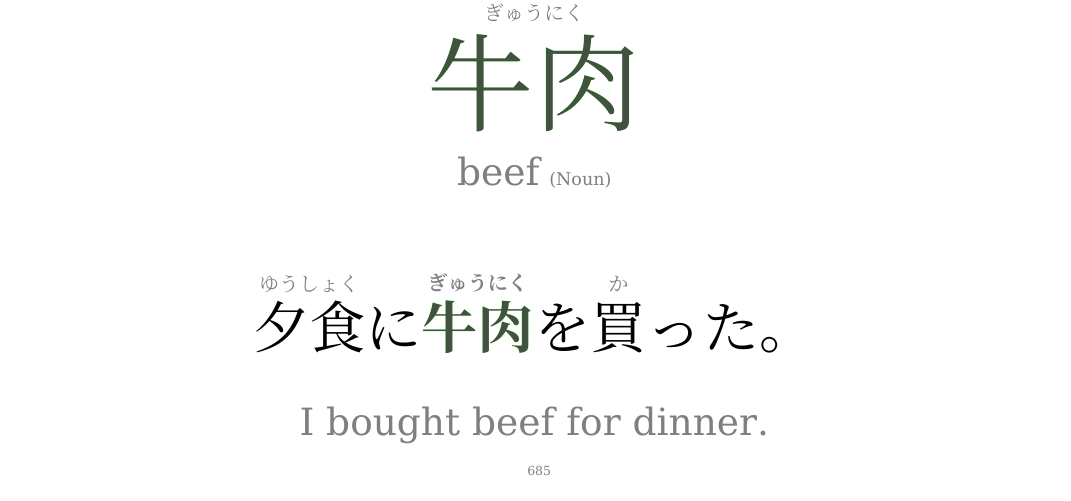 ぎゅうにく
牛肉
beef (Noun)
ゆうしょく ぎゅうにく か
夕食に牛肉を買った。
I bought beef for dinner.
685